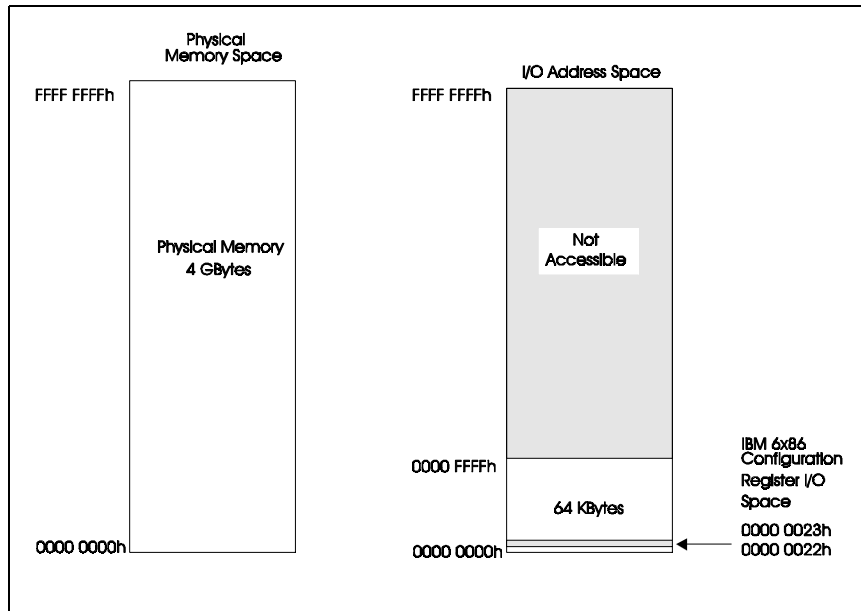 Physical
Memory Space
FFFF FFFFh
Physical Memory
4 GBytes
0000 0000h
I/O Address Space
FFFF FFFFh
Not
Accessible
0000 FFFFh
64 KBytes
0000 0000h
IBM 6x86
Configuration
Register I/O
Space
0000 0023h
0000 0022h